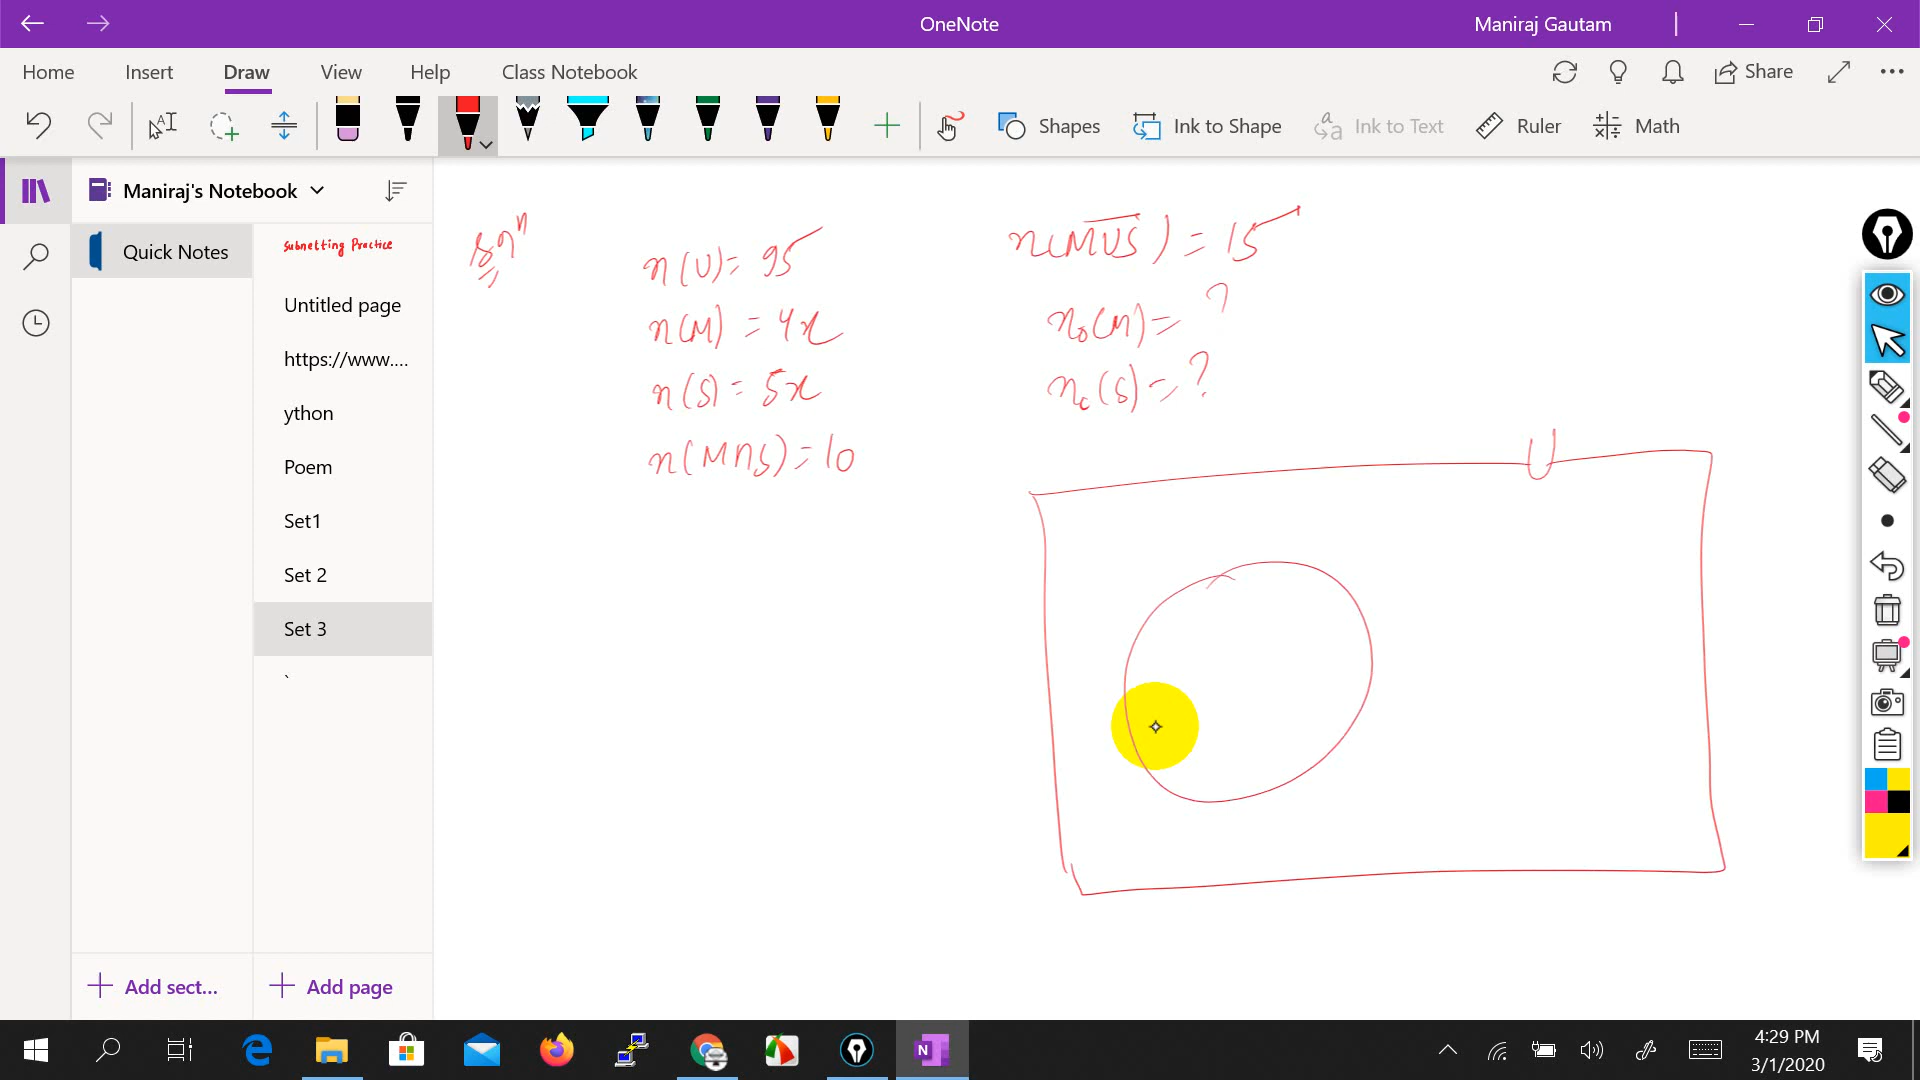 OneNote
Maniraj Gautam
Home Insert Draw View Help Class Notebook
Share
Shapes Ink to Shape Ink to Text Ruler Math
Maniraj's Notebook
Quick Notes
Subnetting Practice
Untitled page
https://www....
ython
Poem
Set1
Set 2
Set 3
`
Add sect...
Add page
n(U) = 95
n(M) = 4x
n(S) = 5x
n(M∩S) = 10
n(M̅U̅S̅) = 15
n₀(M) = ?
U
4:29 PM
3/1/2020